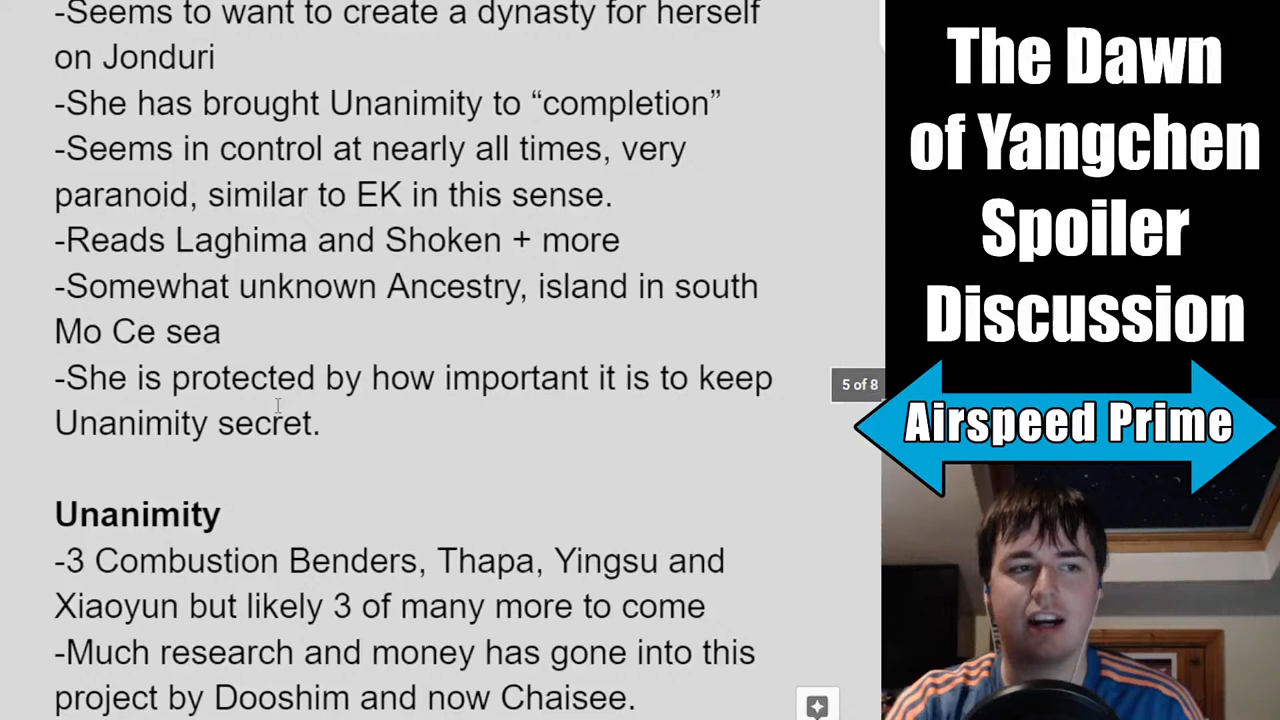 -Seems to want to create a dynasty for herself
on Jonduri
-She has brought Unanimity to “completion”
-Seems in control at nearly all times, very
paranoid, similar to EK in this sense.
-Reads Laghima and Shoken + more
-Somewhat unknown Ancestry, island in south
Mo Ce sea
-She is protected by how important it is to keep
Unanimity secret.
Unanimity
-3 Combustion Benders, Thapa, Yingsu and
Xiaoyun but likely 3 of many more to come
-Much research and money has gone into this
project by Dooshim and now Chaisee.
5 of 8
The Dawn
of Yangchen
Spoiler
Discussion
Airspeed Prime